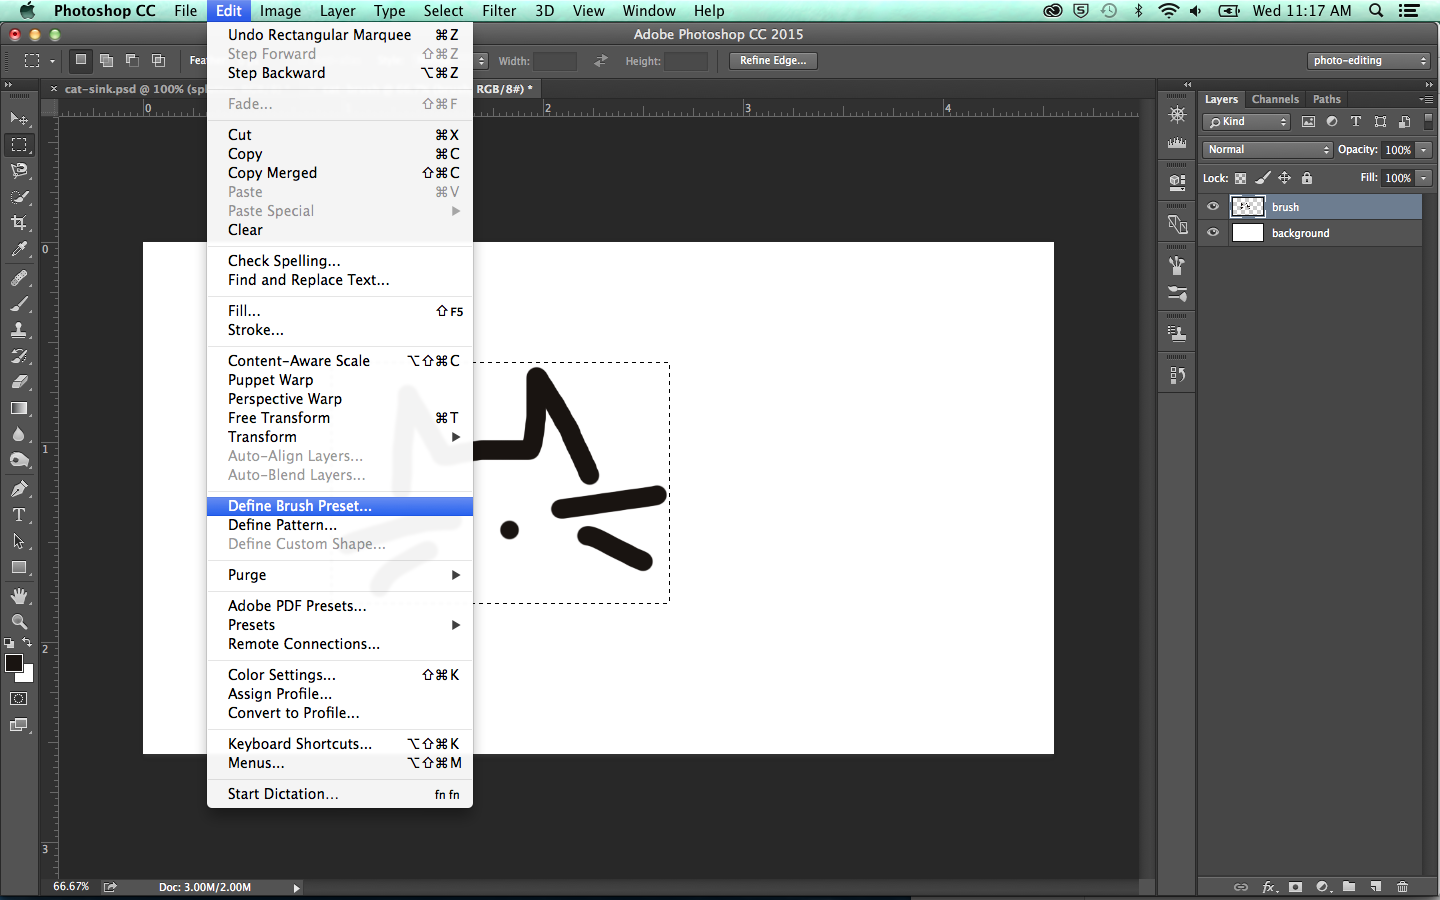 Photoshop CC File Edit Image Layer Type Select Filter 3D View Window Help Wed 11:17 AM
Adobe Photoshop CC 2015
Width: Height: Refine Edge... photo-editing
cat-sink.psd @ 100% RGB/8#) *
0 2 3 4
0
1
2
3
Undo Rectangular Marquee ⌘Z
Step Forward ⇧⌘Z
Step Backward ⌥⌘Z
Fade... ⇧⌘F
Cut ⌘X
Copy ⌘C
Copy Merged ⇧⌘C
Paste ⌘V
Paste Special
Clear
Check Spelling...
Find and Replace Text...
Fill... ⇧F5
Stroke...
Content-Aware Scale ⌥⇧⌘C
Puppet Warp
Perspective Warp
Free Transform ⌘T
Transform
Auto-Align Layers...
Auto-Blend Layers...
Define Brush Preset...
Define Pattern...
Define Custom Shape...
Purge
Adobe PDF Presets...
Presets
Remote Connections...
Color Settings... ⇧⌘K
Assign Profile...
Convert to Profile...
Keyboard Shortcuts... ⌥⇧⌘K
Menus... ⌥⇧⌘M
Start Dictation... fn fn
Layers Channels Paths
Kind
Normal Opacity: 100%
Lock: Fill: 100%
brush
background
66.67% Doc: 3.00M/2.00M
fx